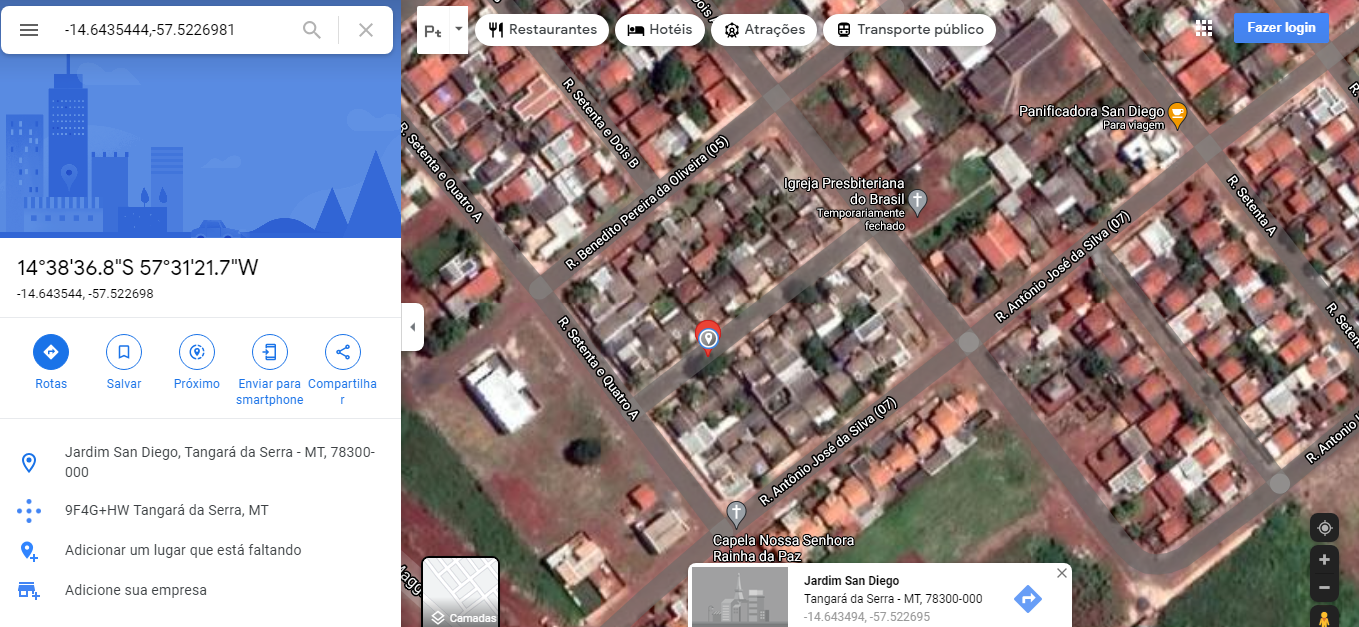 -14.6435444,-57.5226981
14°38'36.8"S 57°31'21.7"W
-14.643544, -57.522698
Rotas
Salvar
Próximo
Enviar para
smartphone
Compartilha
r
Jardim San Diego, Tangará da Serra - MT, 78300-
000
9F4G+HW Tangará da Serra, MT
Adicionar um lugar que está faltando
Adicione sua empresa
Restaurantes
Hotéis
Atrações
Transporte público
Fazer login
R. Setenta e Dois B
R. Setenta e Quatro A
R. Benedito Pereira da Oliveira (05)
Panificadora San Diego
Para viagem
Igreja Presbiteriana
do Brasil
Temporariamente
fechado
R. Setenta A
R. Antônio José da Silva (07)
R. Setenta e Quatro A
R. Antônio José da Silva (07)
Capela Nossa Senhora
Rainha da Paz
Camadas
Jardim San Diego
Tangará da Serra - MT, 78300-000
-14.643494, -57.522695